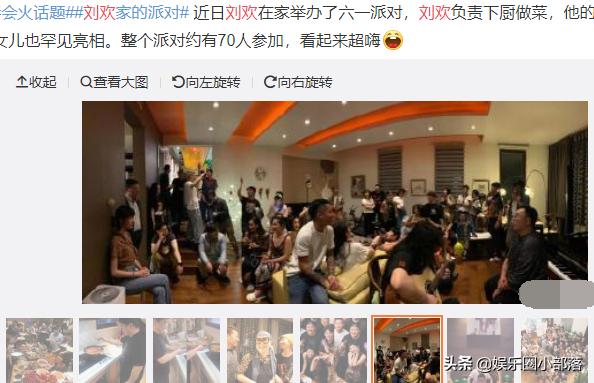 会火话题##刘欢家的派对# 近日刘欢在家举办了六一派对，刘欢负责下厨做菜，他的
女儿也罕见亮相。整个派对约有70人参加，看起来超嗨
收起 查看大图 向左旋转 向右旋转
头条 @娱乐圈小部落